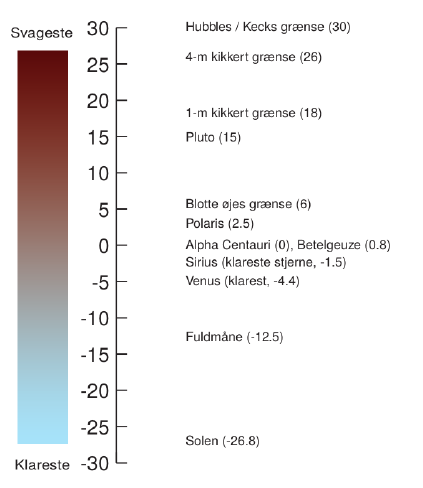 Svageste
30
Hubbles / Kecks grænse (30)
25
4-m kikkert grænse (26)
20
1-m kikkert grænse (18)
15
Pluto (15)
10
5
Blotte øjes grænse (6)
Polaris (2.5)
0
Alpha Centauri (0), Betelgeuze (0.8)
Sirius (klareste stjerne, -1.5)
-5
Venus (klarest, -4.4)
-10
Fuldmåne (-12.5)
-15
-20
-25
Solen (-26.8)
Klareste
-30